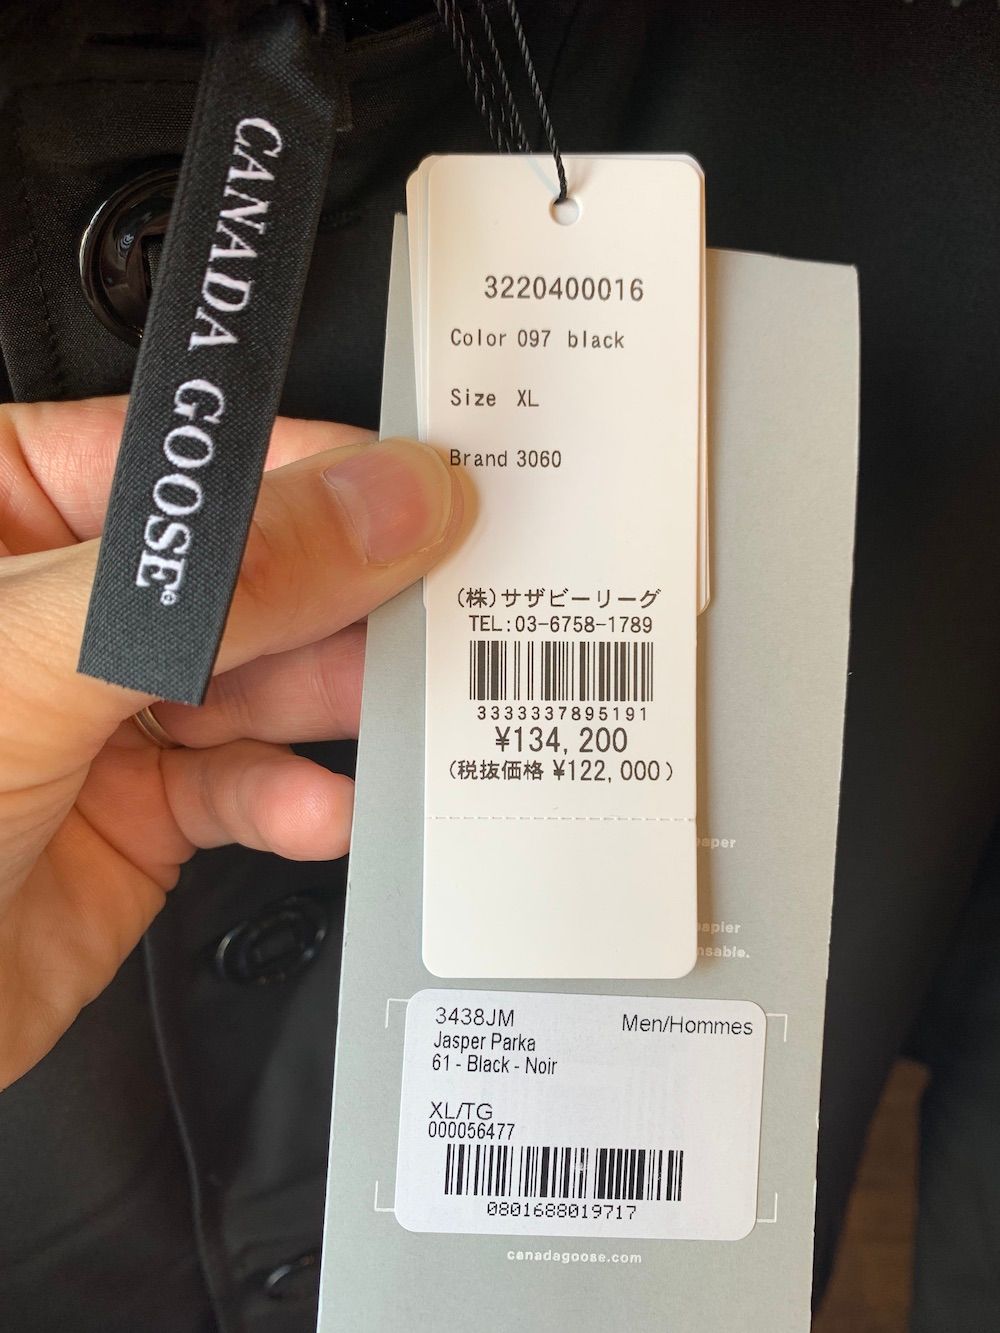 CANADA GOOSE®
3220400016
Color 097 black
Size XL
Brand 3060
(株)サザビーリーグ
TEL:03-6758-1789
3333337895191
¥134,200
(税抜価格 ¥122,000)
3438JM
Men/Hommes
Jasper Parka
61 - Black - Noir
XL/TG
000056477
0801688019717
canadagoose.com